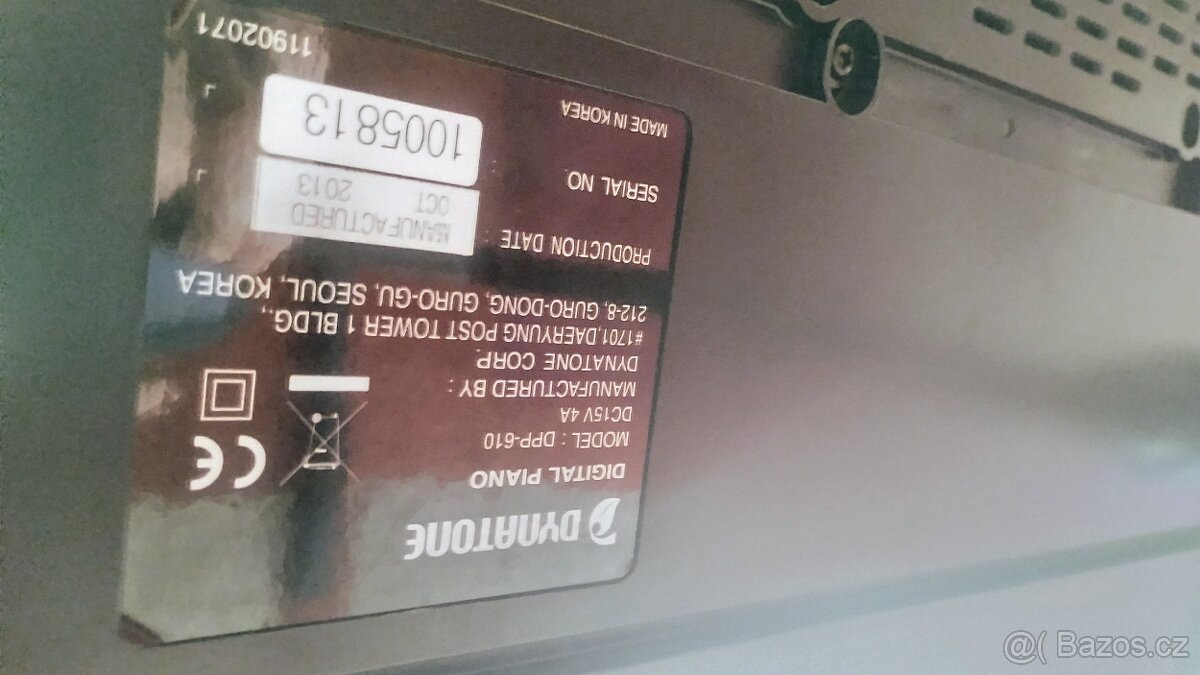 DYNATONE
DIGITAL PIANO
MODEL : DPP-610
DC15V 4A
MANUFACTURED BY :
DYNATONE CORP.
#1701,DAERYUNG POST TOWER 1 BLDG.,
212-8, GURO-DONG, GURO-GU, SEOUL, KOREA
PRODUCTION DATE : MANUFACTURED
OCT
2013
SERIAL NO. 1005813
MADE IN KOREA
11902071
CE
@( Bazos.cz